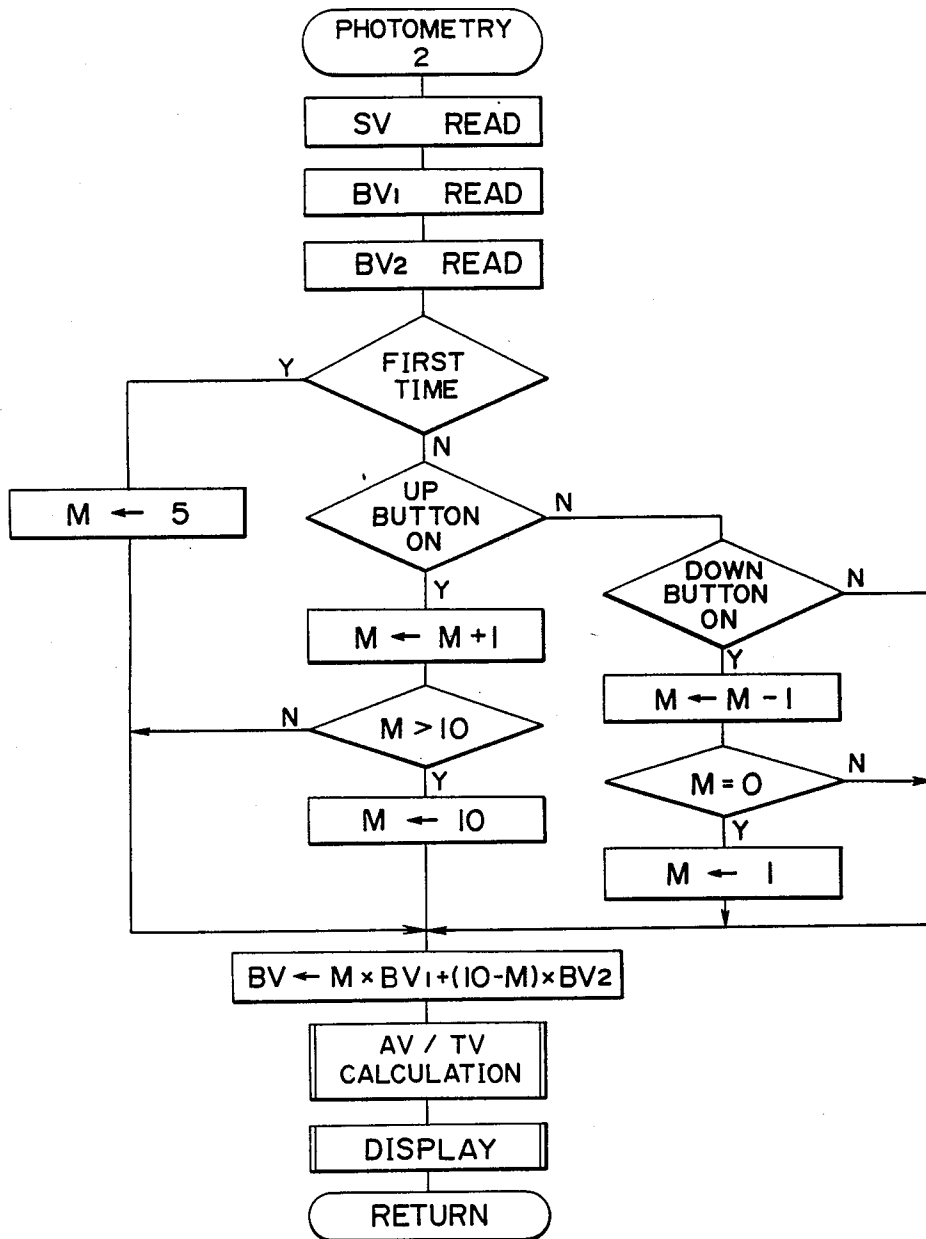 PHOTOMETRY
2
SV READ
BV1 READ
BV2 READ
FIRST
TIME
Y
N
M ← 5
UP
BUTTON
ON
N
Y
DOWN
BUTTON
ON
N
Y
M ← M+1
M ← M-1
M > 10
N
Y
M = 0
N
Y
M ← 10
M ← 1
BV ← M × BV1+(10-M) × BV2
AV / TV
CALCULATION
DISPLAY
RETURN